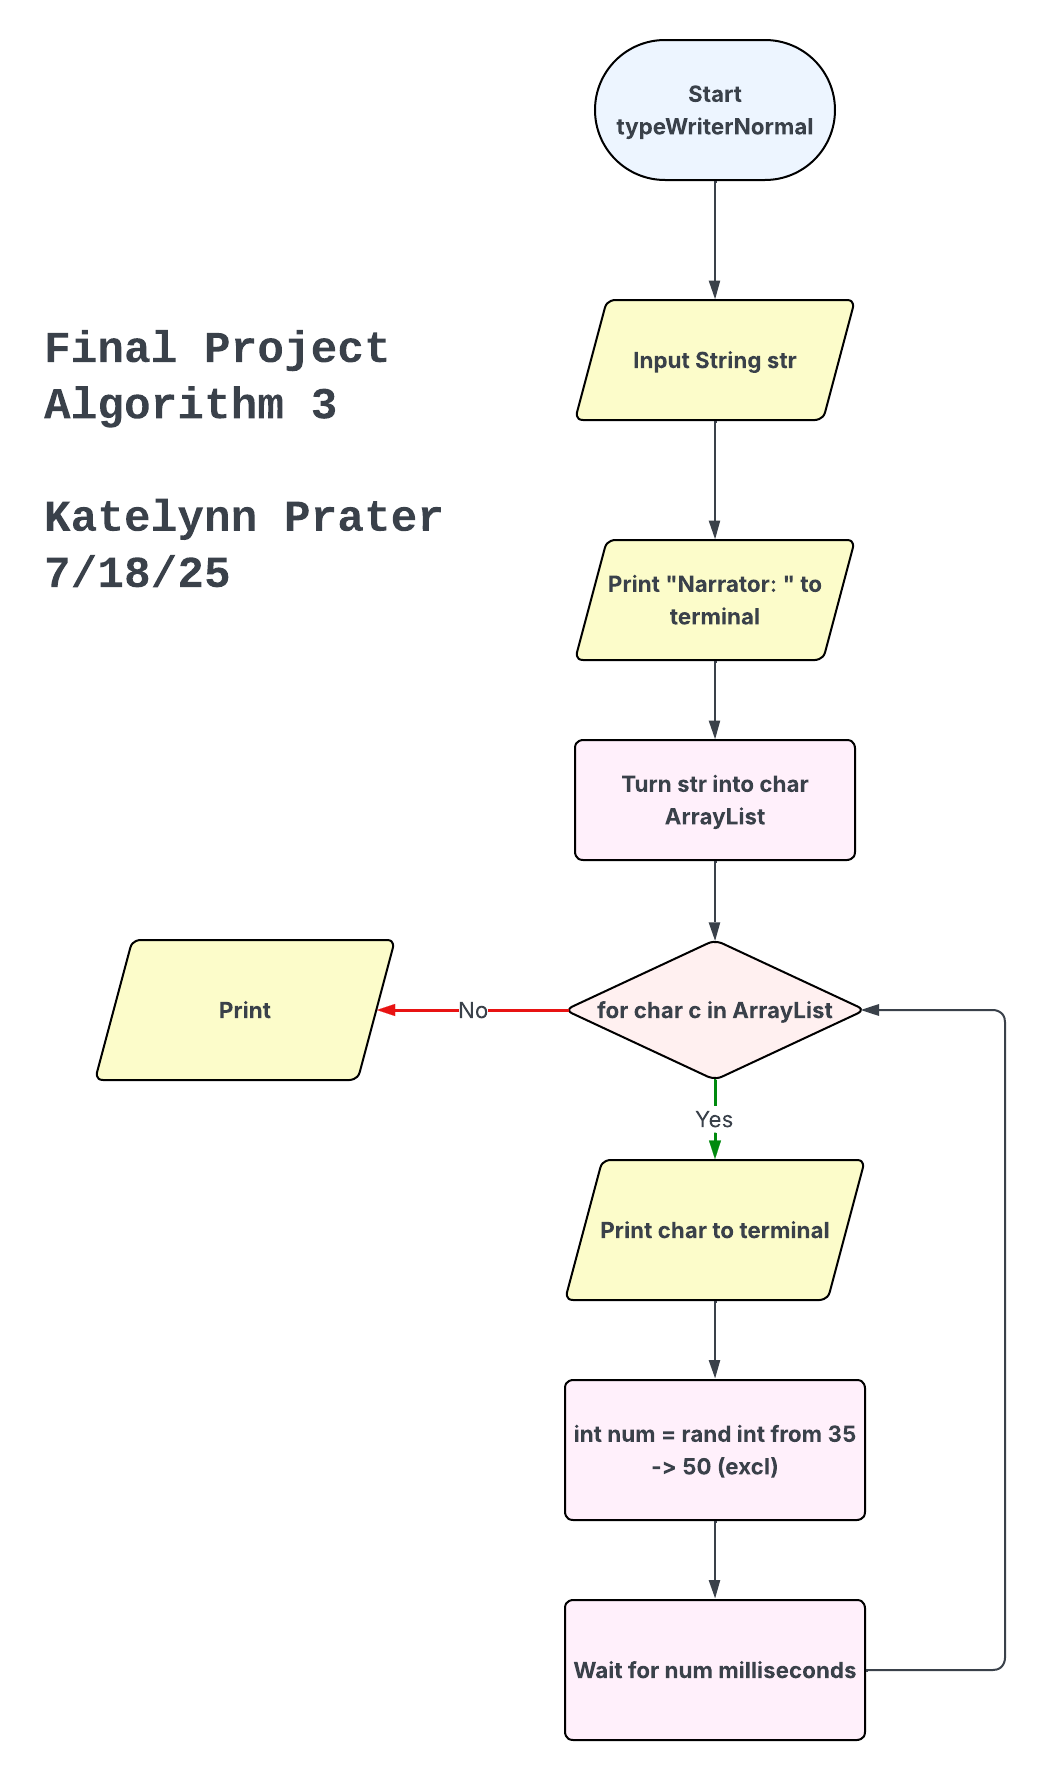 Start
typeWriterNormal
Input String str
Final Project
Algorithm 3
Katelynn Prater
7/18/25
Print "Narrator: " to
terminal
Turn str into char
ArrayList
for char c in ArrayList
No
Print
Yes
Print char to terminal
int num = rand int from 35
-> 50 (excl)
Wait for num milliseconds